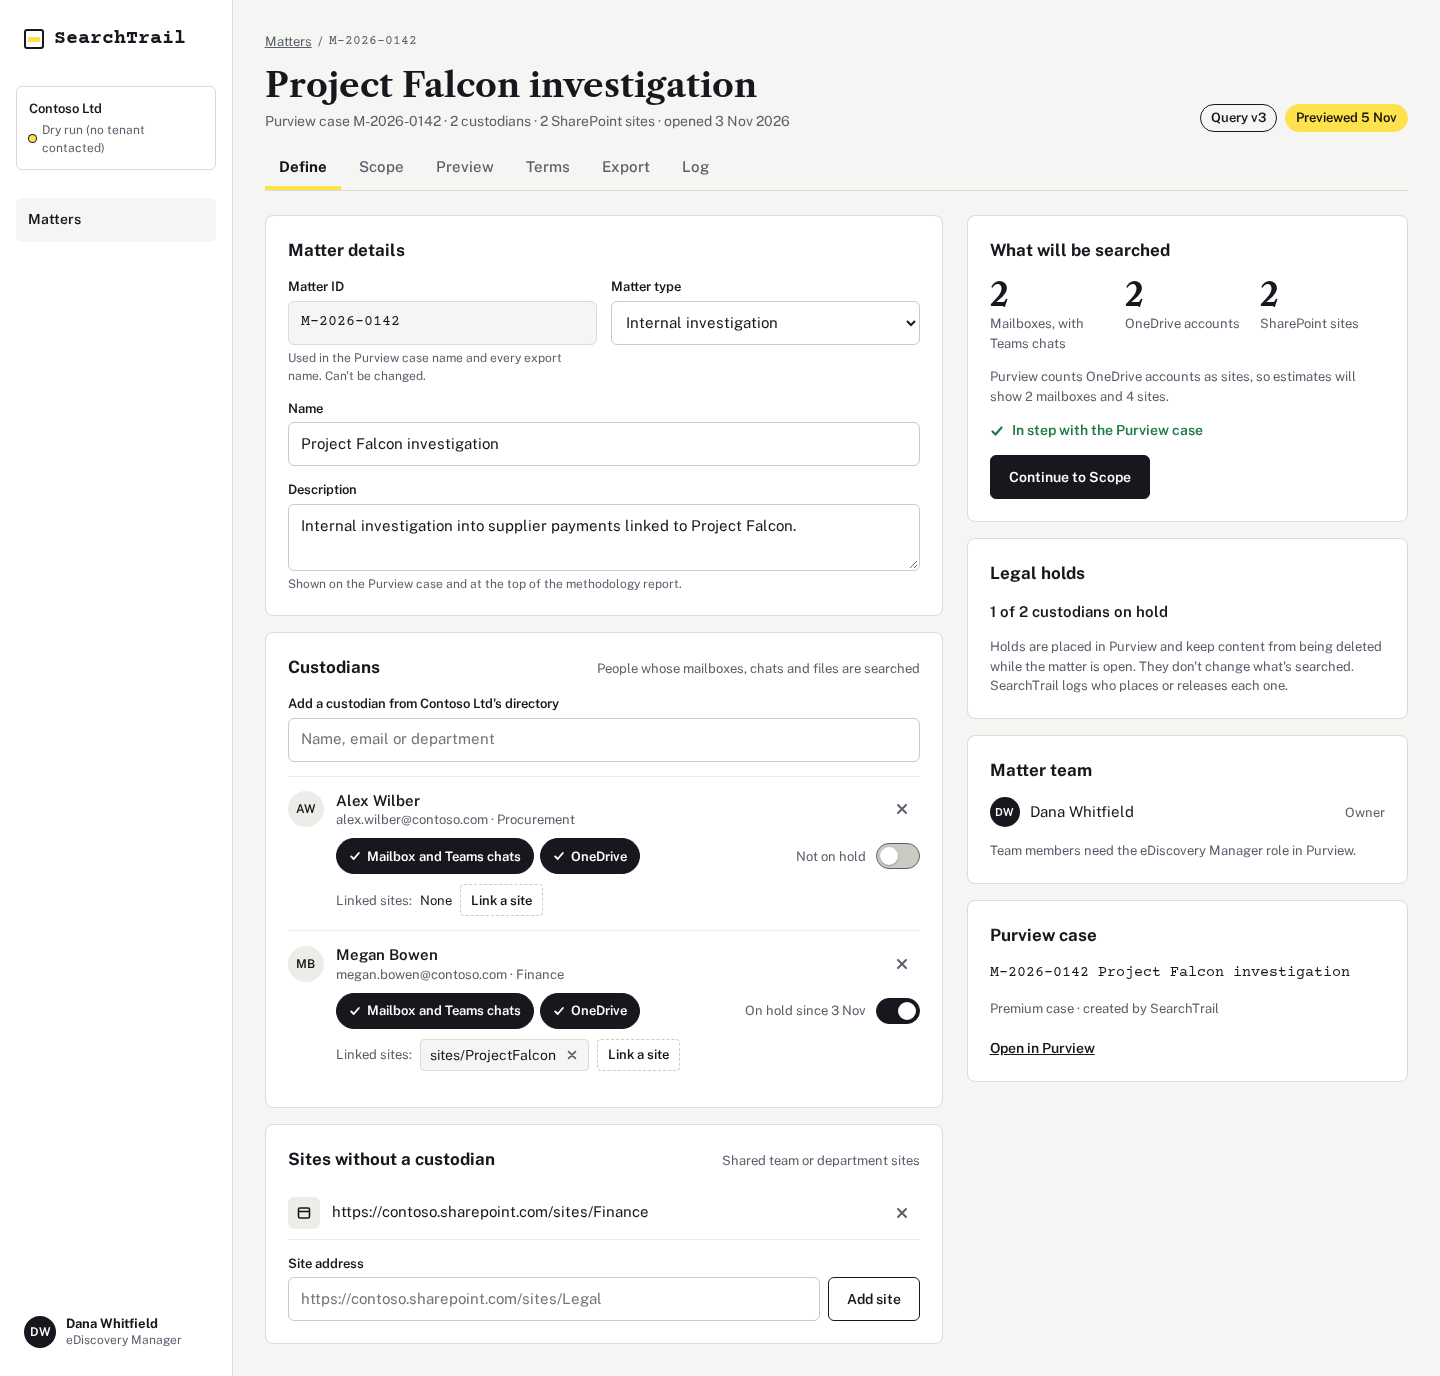 SearchTrail
Contoso Ltd
Dry run (no tenant
contacted)
Matters
Dana Whitfield
eDiscovery Manager
DW
Matters / M-2026-0142
Project Falcon investigation
Purview case M-2026-0142 · 2 custodians · 2 SharePoint sites · opened 3 Nov 2026
Query v3
Previewed 5 Nov
Define
Scope
Preview
Terms
Export
Log
Matter details
Matter ID
M-2026-0142
Used in the Purview case name and every export
name. Can't be changed.
Matter type
Internal investigation
Name
Project Falcon investigation
Description
Internal investigation into supplier payments linked to Project Falcon.
Shown on the Purview case and at the top of the methodology report.
Custodians
People whose mailboxes, chats and files are searched
Add a custodian from Contoso Ltd's directory
Name, email or department
AW
Alex Wilber
alex.wilber@contoso.com · Procurement
Mailbox and Teams chats
OneDrive
Not on hold
Linked sites: None
Link a site
MB
Megan Bowen
megan.bowen@contoso.com · Finance
Mailbox and Teams chats
OneDrive
On hold since 3 Nov
Linked sites:
sites/ProjectFalcon
Link a site
Sites without a custodian
Shared team or department sites
https://contoso.sharepoint.com/sites/Finance
Site address
https://contoso.sharepoint.com/sites/Legal
Add site
What will be searched
2
Mailboxes, with
Teams chats
2
OneDrive accounts
2
SharePoint sites
Purview counts OneDrive accounts as sites, so estimates will
show 2 mailboxes and 4 sites.
In step with the Purview case
Continue to Scope
Legal holds
1 of 2 custodians on hold
Holds are placed in Purview and keep content from being deleted
while the matter is open. They don't change what's searched.
SearchTrail logs who places or releases each one.
Matter team
DW
Dana Whitfield
Owner
Team members need the eDiscovery Manager role in Purview.
Purview case
M-2026-0142 Project Falcon investigation
Premium case · created by SearchTrail
Open in Purview